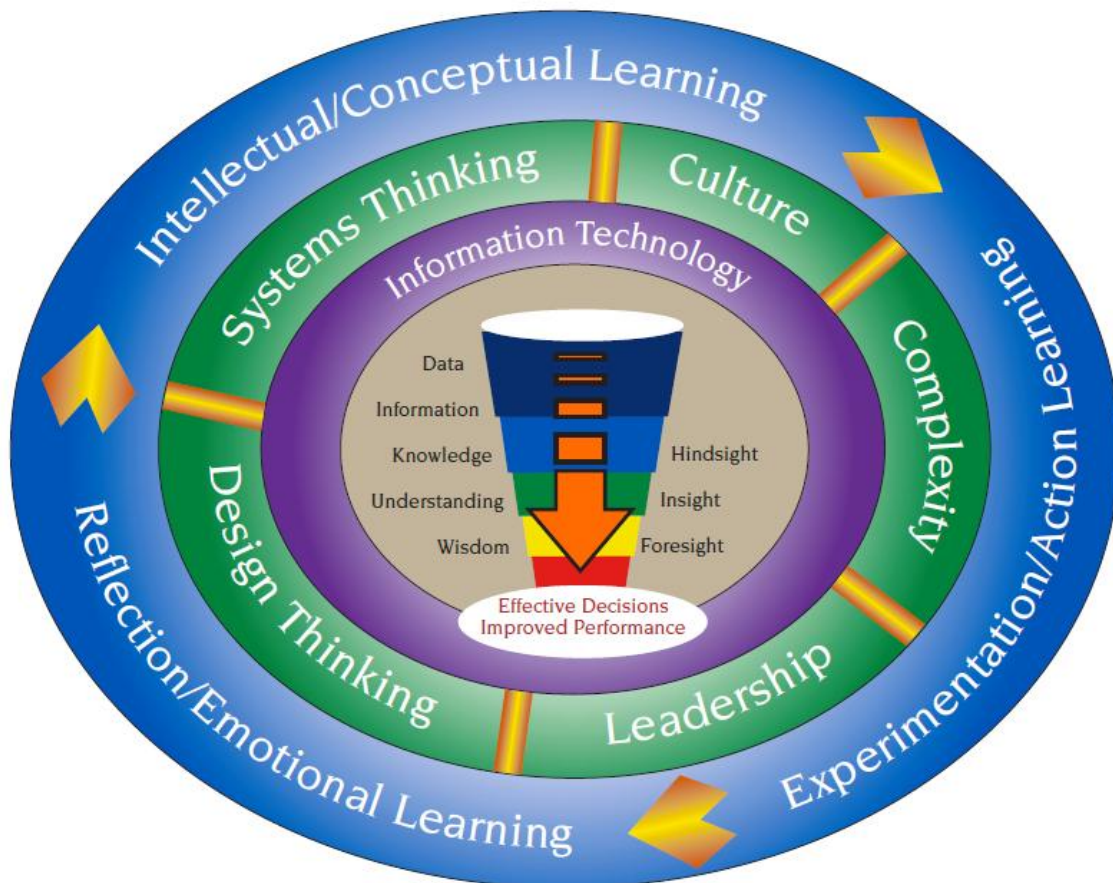 Intellectual/Conceptual Learning
Experimentation/Action Learning
Reflection/Emotional Learning
Systems Thinking
Culture
Complexity
Leadership
Design Thinking
Information Technology
Data
Information
Knowledge
Understanding
Wisdom
Hindsight
Insight
Foresight
Effective Decisions
Improved Performance